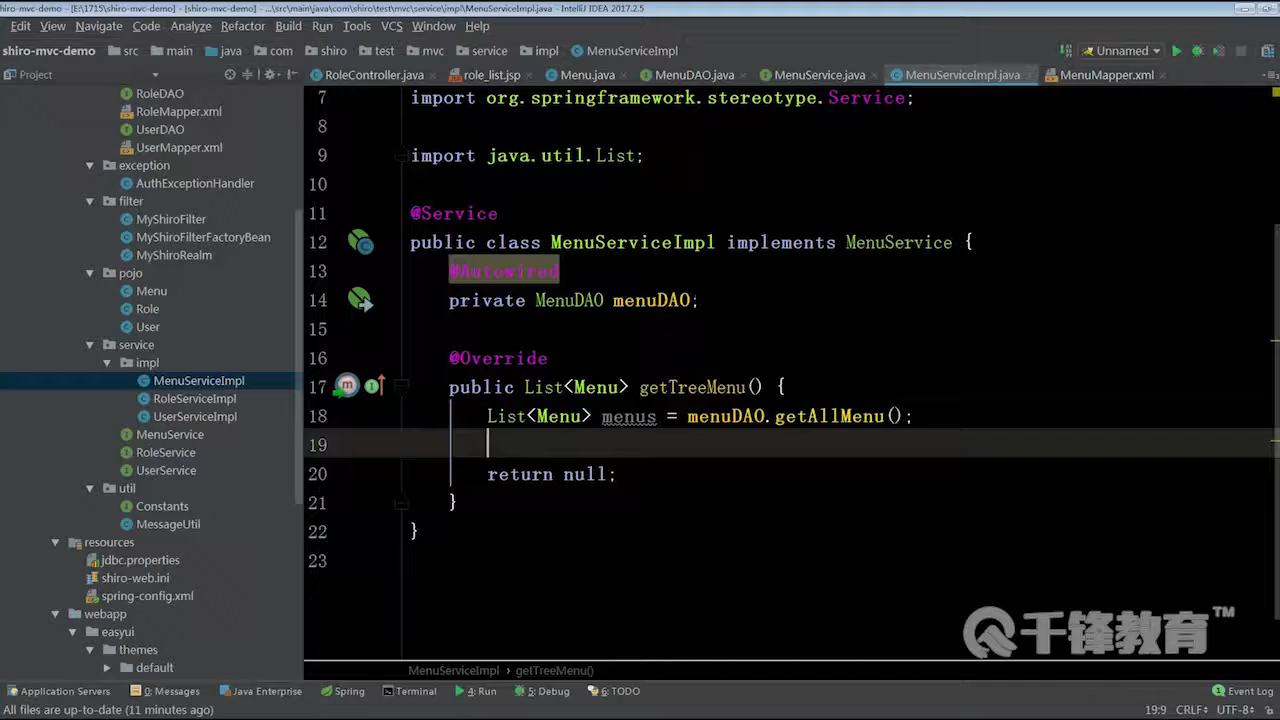 shiro-mvc-demo - [E:\1715\shiro-mvc-demo] - [shiro-mvc-demo] - ...\src\main\java\com\shiro\test\mvc\service\impl\MenuServiceImpl.java - IntelliJ IDEA 2017.2.5
Edit View Navigate Code Analyze Refactor Build Run Tools VCS Window Help
shiro-mvc-demo src main java com shiro test mvc service impl MenuServiceImpl Unnamed
Project RoleController.java role_list.jsp Menu.java MenuDAO.java MenuService.java MenuServiceImpl.java MenuMapper.xml
RoleDAO
RoleMapper.xml
UserDAO
UserMapper.xml
exception
AuthExceptionHandler
filter
MyShiroFilter
MyShiroFilterFactoryBean
MyShiroRealm
pojo
Menu
Role
User
service
impl
MenuServiceImpl
RoleServiceImpl
UserServiceImpl
MenuService
RoleService
UserService
util
Constants
MessageUtil
resources
jdbc.properties
shiro-web.ini
spring-config.xml
webapp
easyui
themes
default
7 import org.springframework.stereotype.Service;
8
9 import java.util.List;
10
11 @Service
12 public class MenuServiceImpl implements MenuService {
13 @Autowired
14 private MenuDAO menuDAO;
15
16 @Override
17 public List<Menu> getTreeMenu() {
18 List<Menu> menus = menuDAO.getAllMenu();
19
20 return null;
21 }
22 }
23
千锋教育™
MenuServiceImpl › getTreeMenu()
Application Servers 0: Messages Java Enterprise Spring Terminal 4: Run 5: Debug 6: TODO Event Log
All files are up-to-date (11 minutes ago) 19:9 CRLF UTF-8